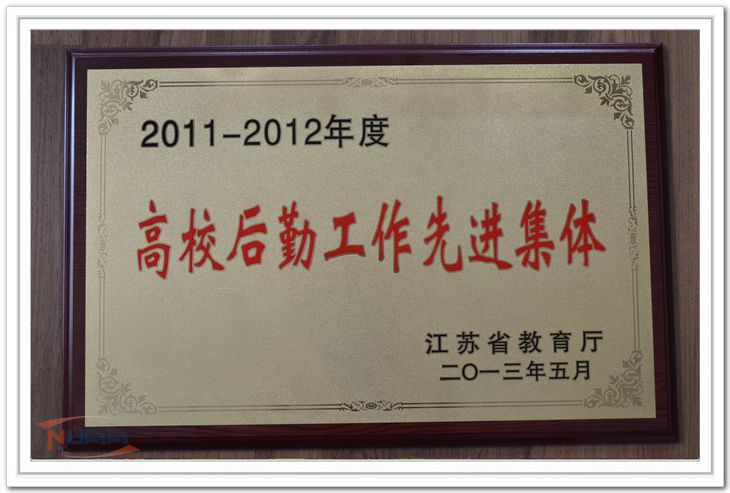 2011-2012年度
高校后勤工作先进集体
江苏省教育厅
二〇一三年五月
NUAA